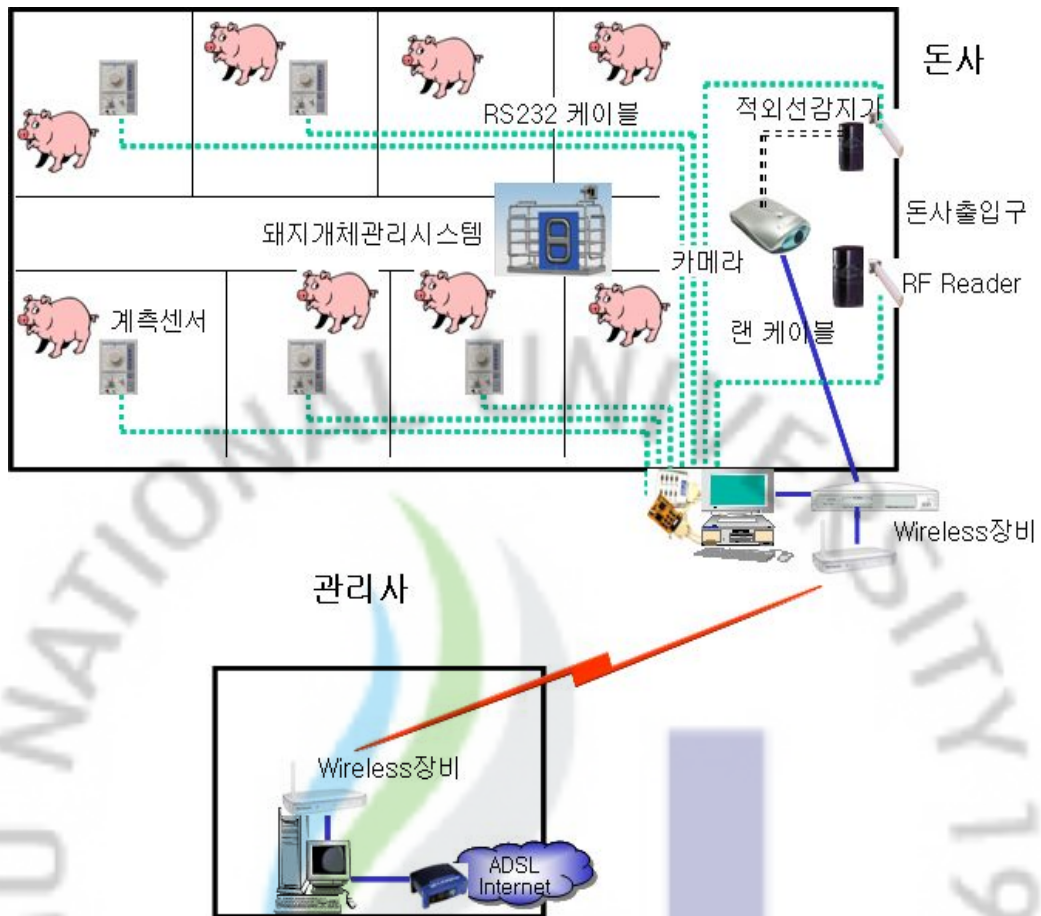 돈사
RS232 케이블
적외선감지기
돼지개체관리시스템
돈사출입구
카메라
RF Reader
계측센서
랜 케이블
Wireless장비
관리사
Wireless장비
ADSL
Internet
NATIONAL UNIVERSITY 19
U